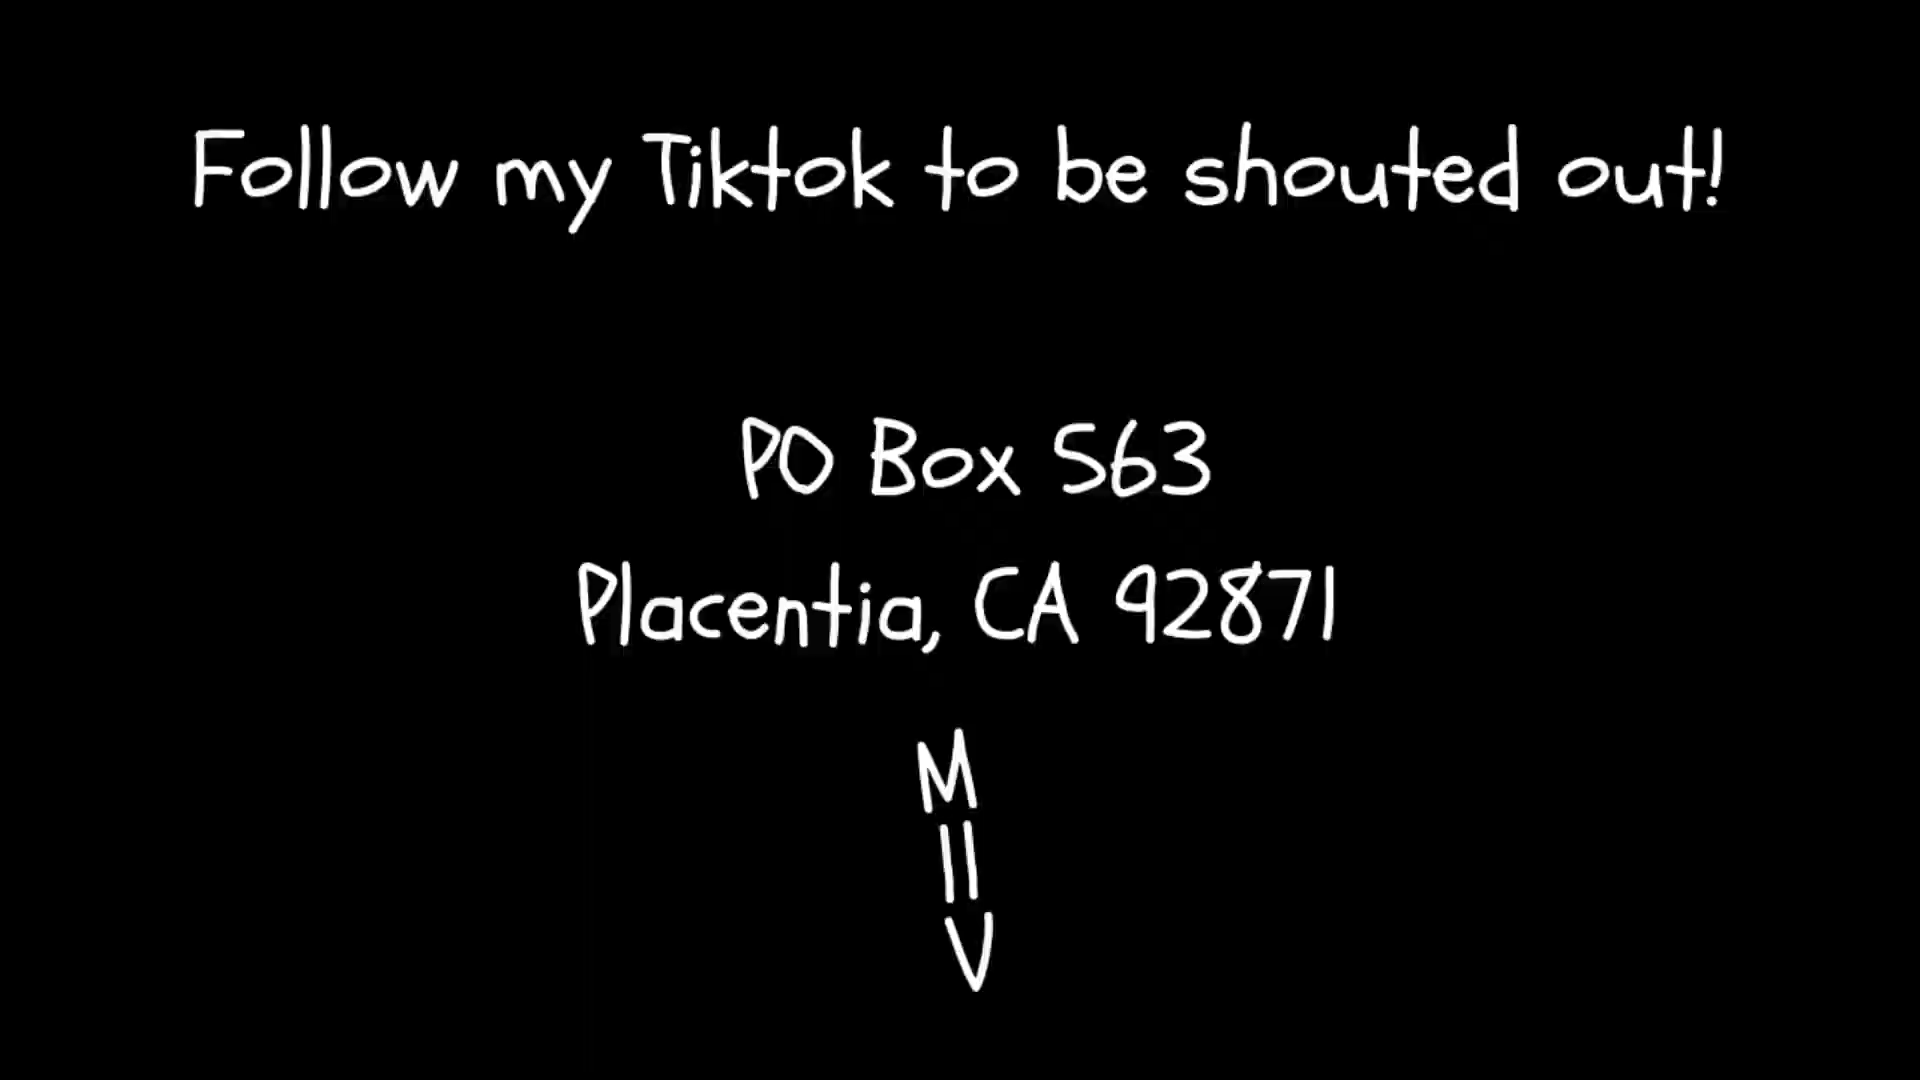 Follow my Tiktok to be shouted out!
PO Box 563
Placentia, CA 92871
M
||
V